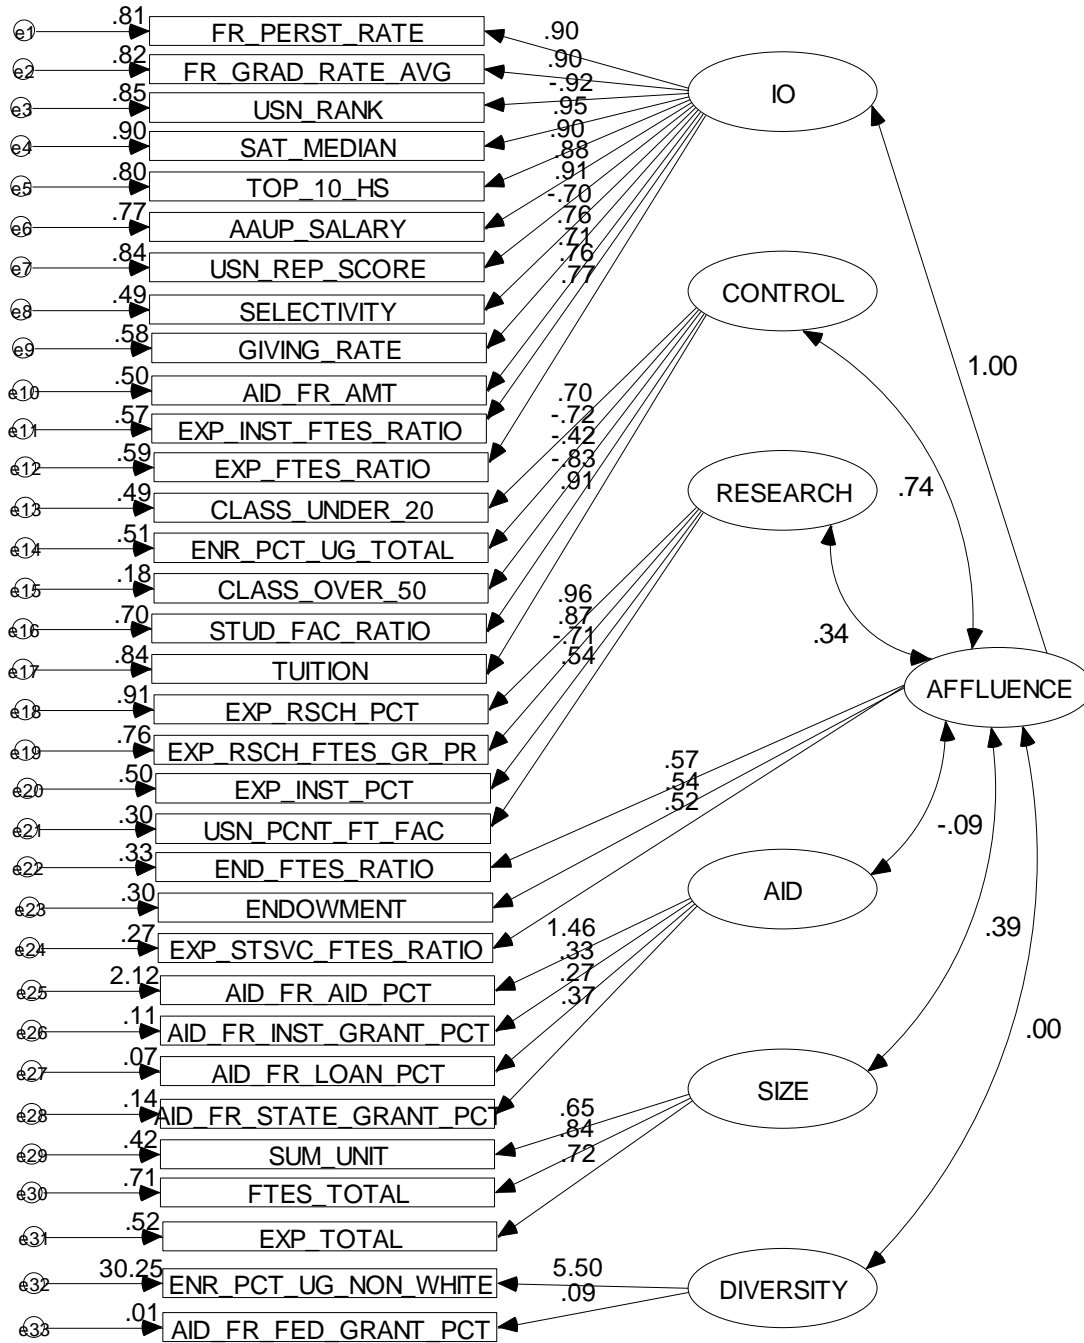 e1 .81 FR_PERST_RATE .90
e2 .82 FR_GRAD_RATE_AVG .90
e3 .85 USN_RANK -.92
e4 .90 SAT_MEDIAN .95
e5 .80 TOP_10_HS .90
e6 .77 AAUP_SALARY .88
e7 .84 USN_REP_SCORE .91
e8 .49 SELECTIVITY -.70
e9 .58 GIVING_RATE .76
e10 .50 AID_FR_AMT .71
e11 .57 EXP_INST_FTES_RATIO .76
e12 .59 EXP_FTES_RATIO .77
IO
e13 .49 CLASS_UNDER_20 .70
e14 .51 ENR_PCT_UG_TOTAL -.72
e15 .18 CLASS_OVER_50 -.42
e16 .70 STUD_FAC_RATIO -.83
e17 .84 TUITION .91
CONTROL
e18 .91 EXP_RSCH_PCT .96
e19 .76 EXP_RSCH_FTES_GR_PR .87
e20 .50 EXP_INST_PCT -.71
e21 .30 USN_PCNT_FT_FAC .54
RESEARCH
e22 .33 END_FTES_RATIO .57
e23 .30 ENDOWMENT .54
e24 .27 EXP_STSVC_FTES_RATIO .52
AFFLUENCE
e25 2.12 AID_FR_AID_PCT 1.46
e26 .11 AID_FR_INST_GRANT_PCT .33
e27 .07 AID_FR_LOAN_PCT .27
e28 .14 AID_FR_STATE_GRANT_PCT .37
AID
e29 .42 SUM_UNIT .65
e30 .71 FTES_TOTAL .84
e31 .52 EXP_TOTAL .72
SIZE
e32 30.25 ENR_PCT_UG_NON_WHITE 5.50
e33 .01 AID_FR_FED_GRANT_PCT .09
DIVERSITY
1.00
.74
.34
-.09
.39
.00